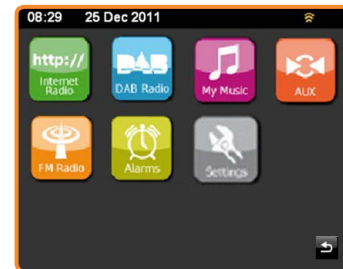 08:29 25 Dec 2011
http://
Internet
Radio
DAB
DAB Radio
My Music
AUX
FM Radio
Alarms
Settings